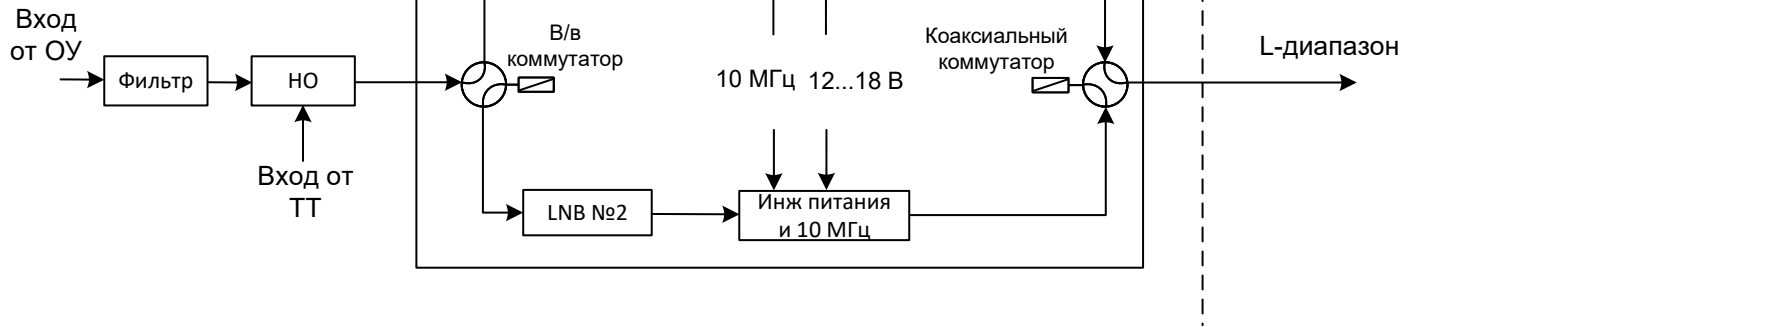 Вход
от ОУ
Фильтр
НО
Вход от
ТТ
В/в
коммутатор
10 МГц
12...18 В
Коаксиальный
коммутатор
L-диапазон
LNB №2
Инж питания
и 10 МГц